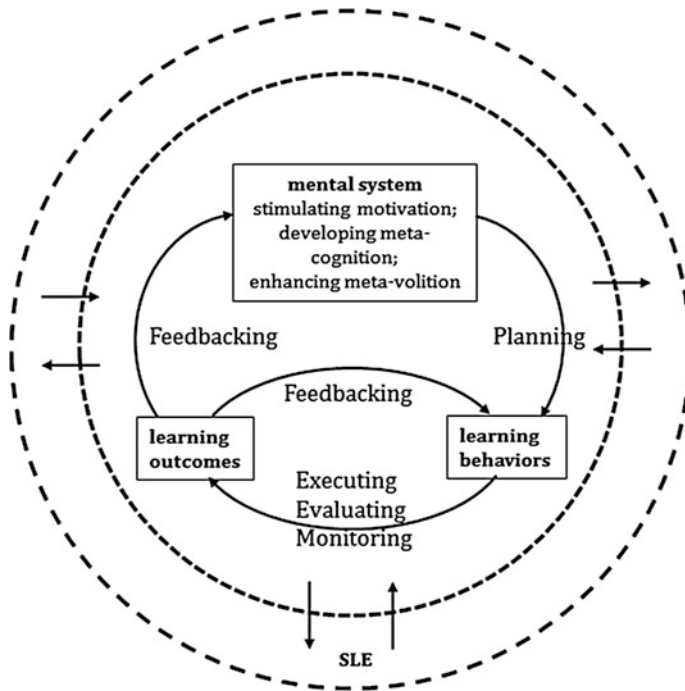 mental system
stimulating motivation;
developing meta-
cognition;
enhancing meta-volition
Feedbacking
Planning
Feedbacking
learning
outcomes
learning
behaviors
Executing
Evaluating
Monitoring
SLE